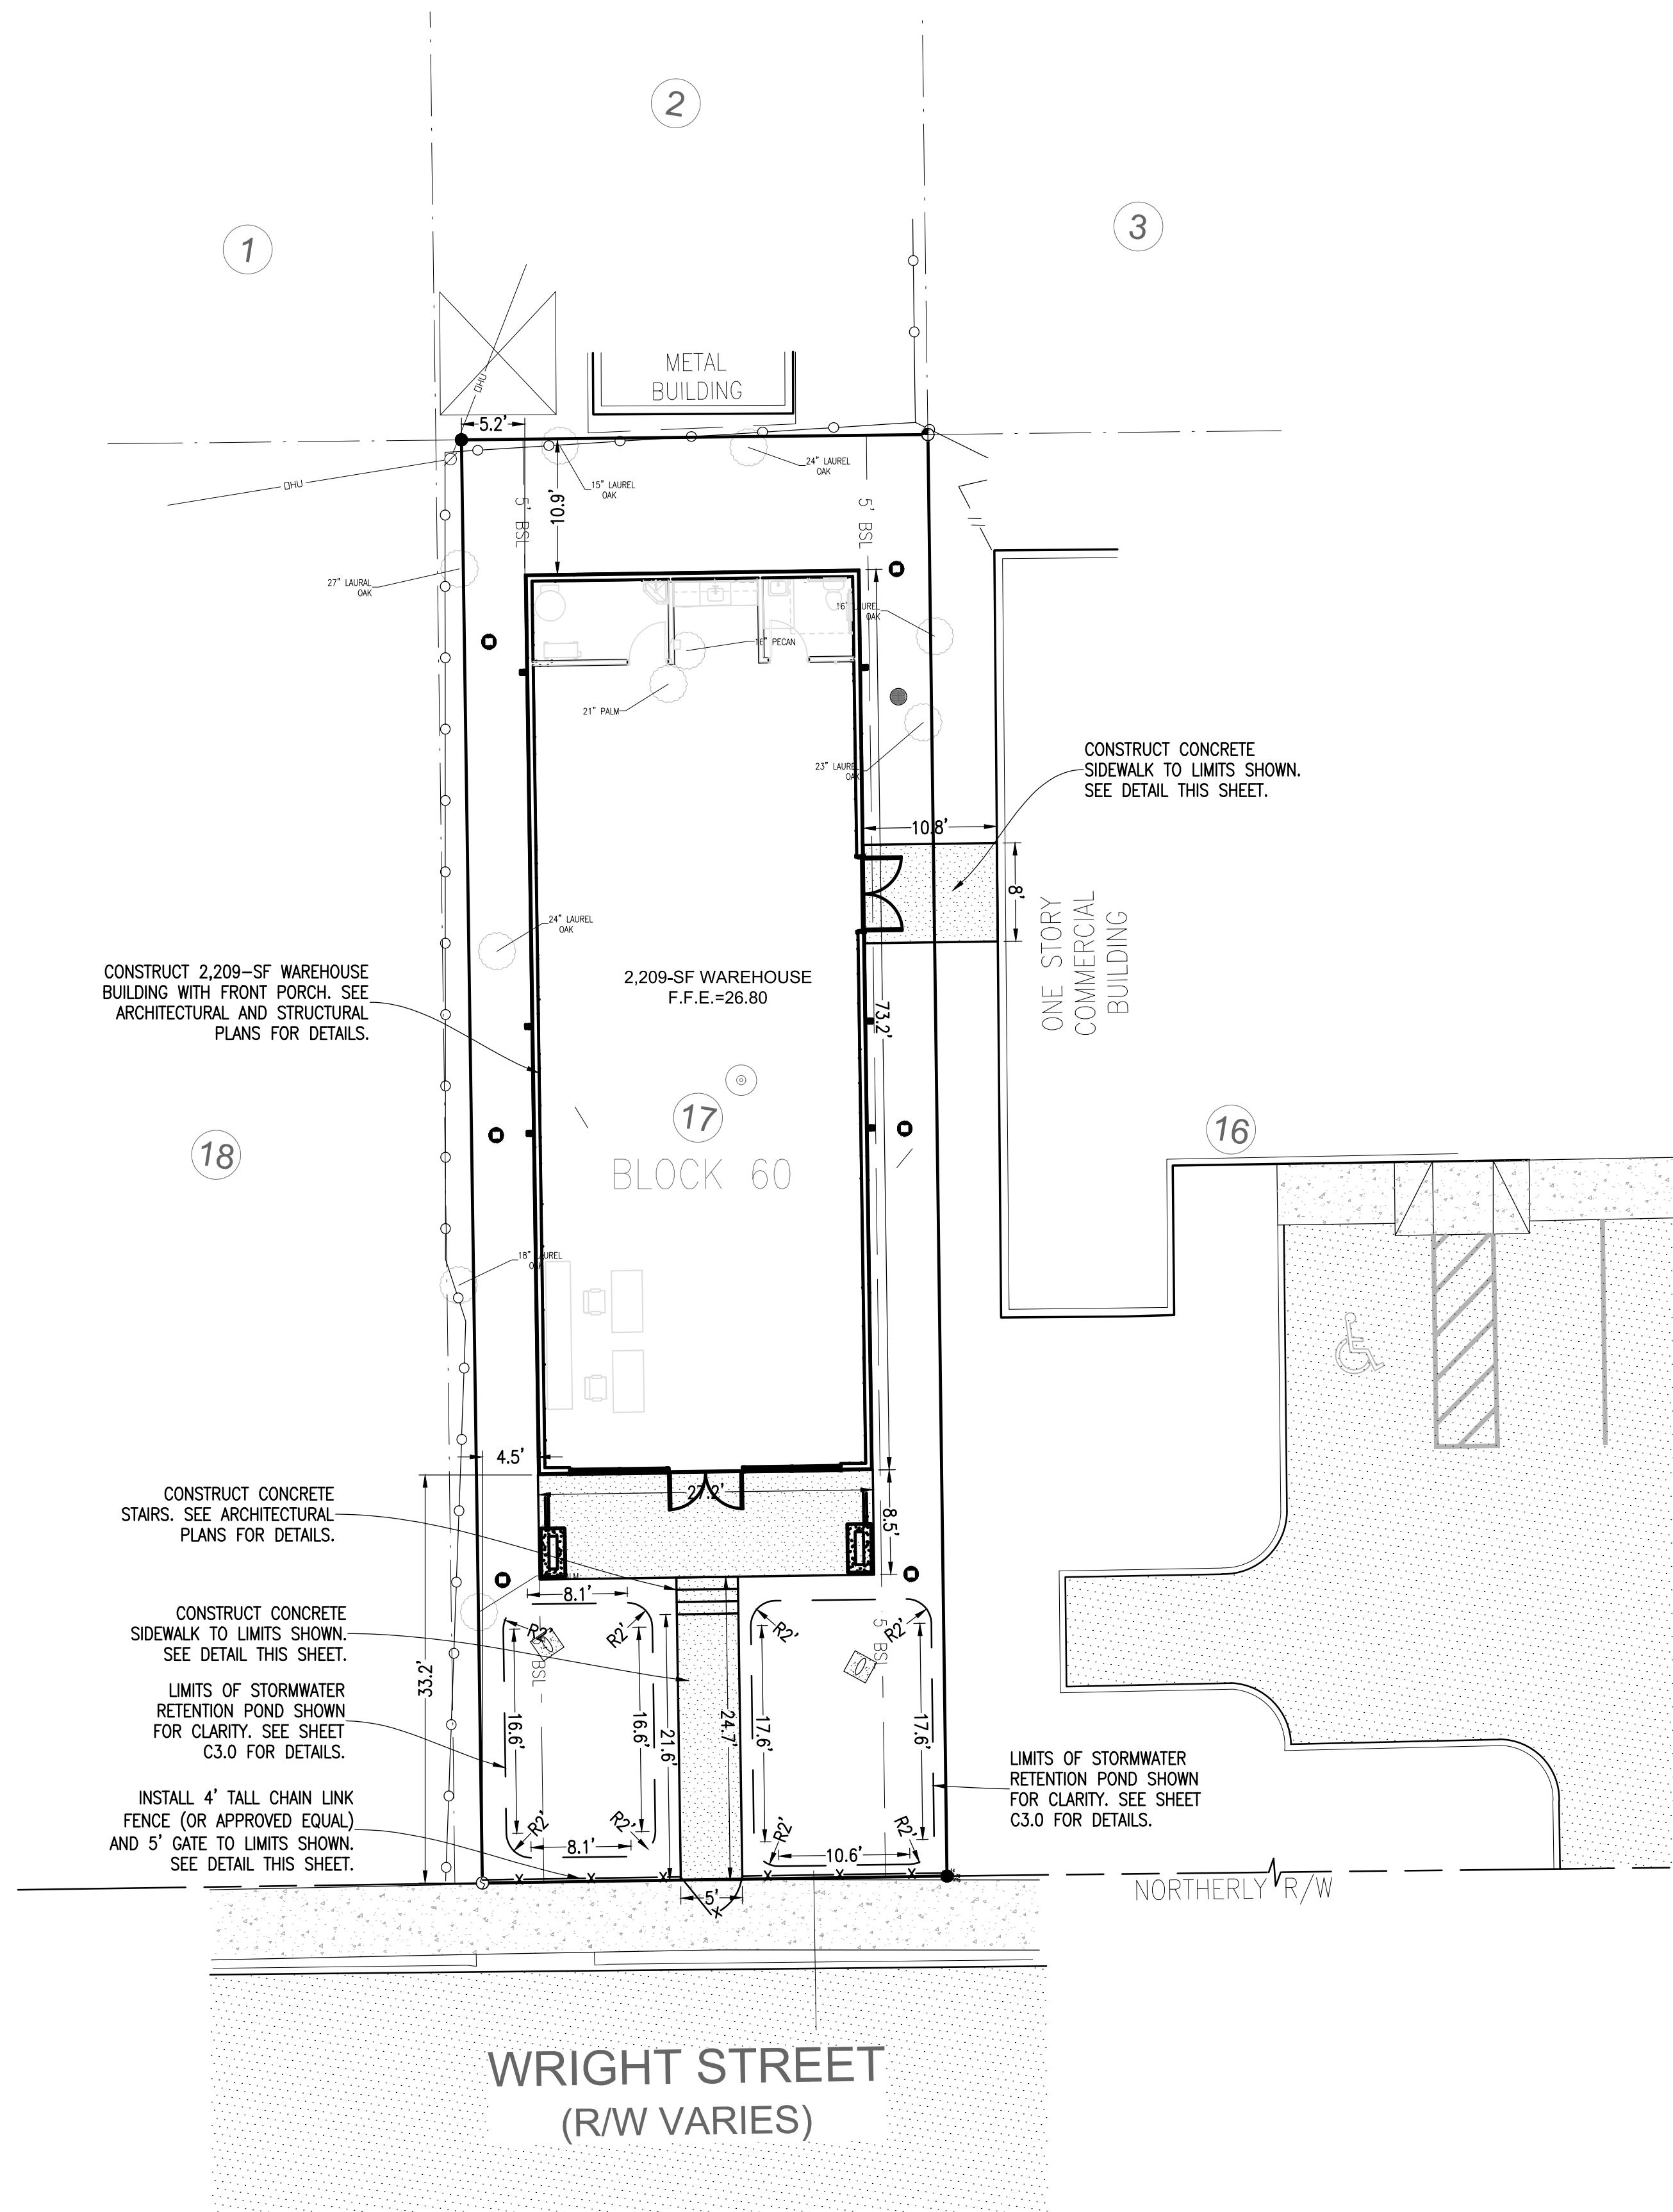 2
1
3
OHU
METAL
BUILDING
5.2'
OHU
24" LAUREL
OAK
15" LAUREL
OAK
5' BSL
10.9'
5' BSL
27" LAURAL
OAK
16" LAUREL
OAK
16" PECAN
21" PALM
23" LAUREL
OAK
CONSTRUCT CONCRETE
SIDEWALK TO LIMITS SHOWN.
SEE DETAIL THIS SHEET.
10.8'
8'
ONE STORY
COMMERCIAL
BUILDING
24" LAUREL
OAK
CONSTRUCT 2,209-SF WAREHOUSE
BUILDING WITH FRONT PORCH. SEE
ARCHITECTURAL AND STRUCTURAL
PLANS FOR DETAILS.
2,209-SF WAREHOUSE
F.F.E.=26.80
73.2'
17
BLOCK 60
18
16
18" LAUREL
OAK
4.5'
27.2'
8.5'
CONSTRUCT CONCRETE
STAIRS. SEE ARCHITECTURAL
PLANS FOR DETAILS.
8.1'
CONSTRUCT CONCRETE
SIDEWALK TO LIMITS SHOWN.
SEE DETAIL THIS SHEET.
R2'
R2'
R2'
R2'
BSL
5' BSL
33.2'
16.6'
16.6'
21.6'
24.7'
17.6'
17.6'
LIMITS OF STORMWATER
RETENTION POND SHOWN
FOR CLARITY. SEE SHEET
C3.0 FOR DETAILS.
LIMITS OF STORMWATER
RETENTION POND SHOWN
FOR CLARITY. SEE SHEET
C3.0 FOR DETAILS.
INSTALL 4' TALL CHAIN LINK
FENCE (OR APPROVED EQUAL)
AND 5' GATE TO LIMITS SHOWN.
SEE DETAIL THIS SHEET.
R2'
R2'
R2'
R2'
8.1'
10.6'
X X X X X X
5'
X
NORTHERLY R/W
WRIGHT STREET
(R/W VARIES)